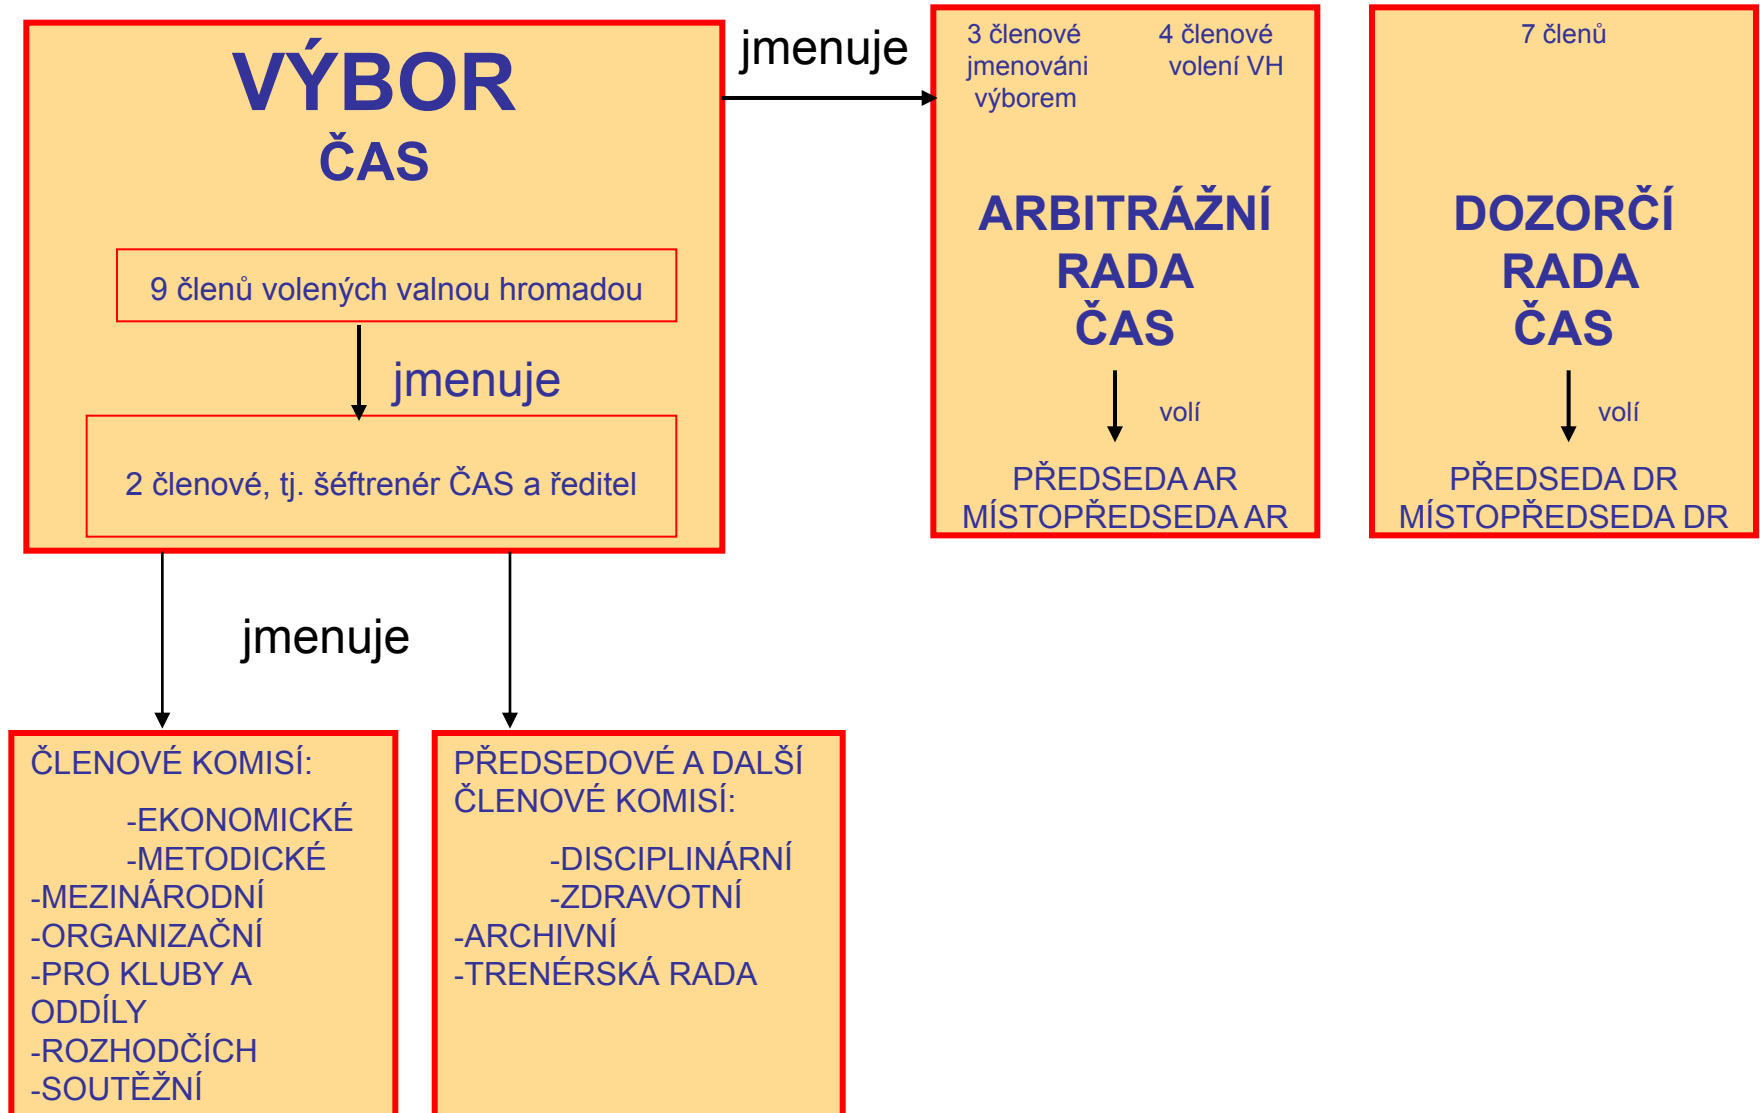 VÝBOR
ČAS
9 členů volených valnou hromadou
jmenuje
2 členové, tj. šéftrenér ČAS a ředitel
jmenuje
3 členové
jmenováni
výborem
4 členové
volení VH
ARBITRÁŽNÍ
RADA
ČAS
volí
PŘEDSEDA AR
MÍSTOPŘEDSEDA AR
7 členů
DOZORČÍ
RADA
ČAS
volí
PŘEDSEDA DR
MÍSTOPŘEDSEDA DR
jmenuje
ČLENOVÉ KOMISÍ:
-EKONOMICKÉ
-METODICKÉ
-MEZINÁRODNÍ
-ORGANIZAČNÍ
-PRO KLUBY A
ODDÍLY
-ROZHODČÍCH
-SOUTĚŽNÍ
PŘEDSEDOVÉ A DALŠÍ
ČLENOVÉ KOMISÍ:
-DISCIPLINÁRNÍ
-ZDRAVOTNÍ
-ARCHIVNÍ
-TRENÉRSKÁ RADA